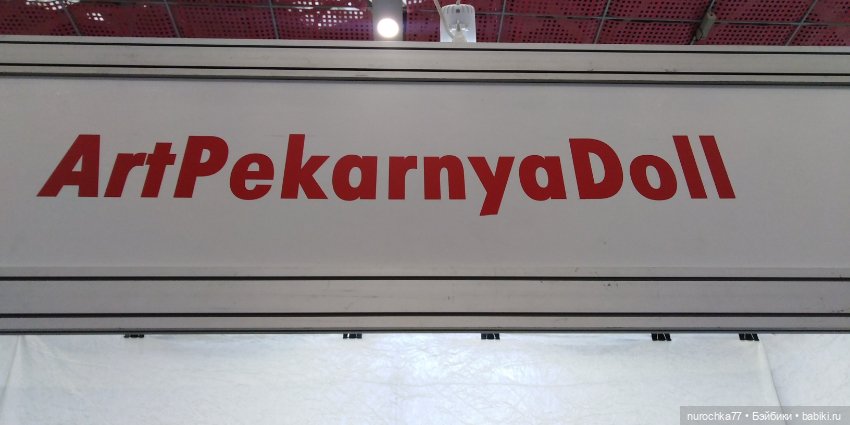 ArtPekarnyaDoll
nurochka77 • Бэйбики • babiki.ru